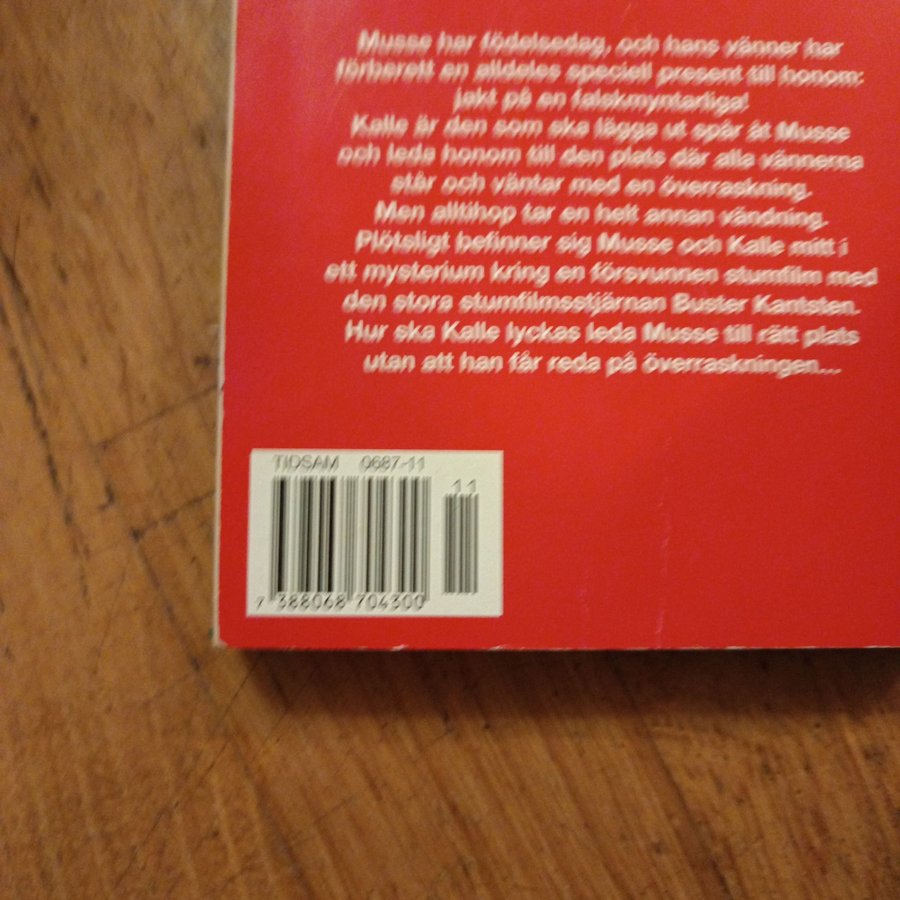 Musse har födelsedag, och hans vänner har
förberett en alldeles speciell present till honom:
jakt på en falskmyntarliga!
Kalle är den som ska lägga ut spår åt Musse
och leda honom till den plats där alla vännerna
står och väntar med en överraskning.
Men alltihop tar en helt annan vändning.
Plötsligt befinner sig Musse och Kalle mitt i
ett mysterium kring en försvunnen stumfilm med
den stora stumfilmsstjärnan Buster Kantsten.
Hur ska Kalle lyckas leda Musse till rätt plats
utan att han får reda på överraskningen...
TIDSAM 0687-11
11
7 388068 704300